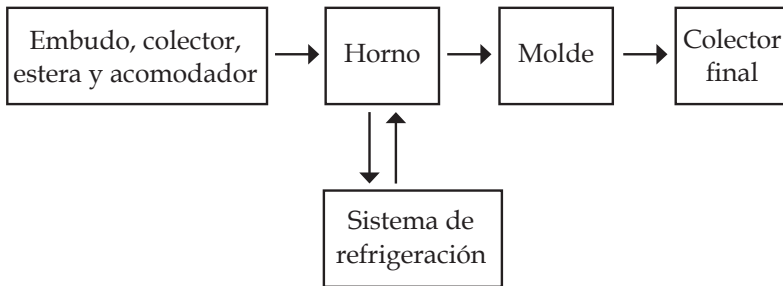 Embudo, colector,
estera y acomodador
Horno
Molde
Colector
final
Sistema de
refrigeración